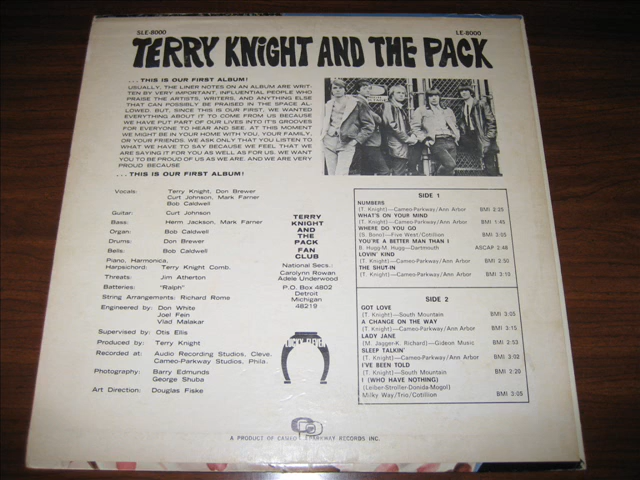 SLE-8000
LE-8000
TERRY KNIGHT AND THE PACK
. . . THIS IS OUR FIRST ALBUM!
USUALLY, THE LINER NOTES ON AN ALBUM ARE WRIT-
TEN BY VERY IMPORTANT, INFLUENTIAL PEOPLE WHO
PRAISE THE ARTISTS, WRITERS, AND ANYTHING ELSE
THAT CAN POSSIBLY BE PRAISED IN THE SPACE AL-
LOWED. BUT, SINCE THIS IS OUR FIRST, WE WANTED
EVERYTHING ABOUT IT TO COME FROM US BECAUSE
WE HAVE PUT PART OF OUR LIVES INTO IT'S GROOVES
FOR EVERYONE TO HEAR AND SEE. AT THIS MOMENT
WE MIGHT BE IN YOUR HOME WITH YOU, YOUR FAMILY,
OR YOUR FRIENDS. WE ASK ONLY THAT YOU LISTEN TO
WHAT WE HAVE TO SAY BECAUSE WE FEEL THAT WE
ARE SAYING IT FOR YOU AS WELL AS FOR US. WE WANT
YOU TO BE PROUD OF US AS WE ARE. AND WE ARE VERY
PROUD BECAUSE
. . . THIS IS OUR FIRST ALBUM!
Vocals: Terry Knight, Don Brewer
Curt Johnson, Mark Farner
Bob Caldwell
Guitar: Curt Johnson
Bass: Herm Jackson, Mark Farner
Organ: Bob Caldwell
Drums: Don Brewer
Bells: Bob Caldwell
Piano, Harmonica,
Harpsichord: Terry Knight Comb.
Threats: Jim Atherton
Batteries: "Ralph"
String Arrangements: Richard Rome
Engineered by: Don White
Joel Fein
Vlad Malakar
Supervised by: Otis Ellis
Produced by: Terry Knight
Recorded at: Audio Recording Studios, Cleve.
Cameo-Parkway Studios, Phila.
Photography: Barry Edmunds
George Shuba
Art Direction: Douglas Fiske
TERRY
KNIGHT
AND
THE
PACK
FAN
CLUB
National Secs.:
Carolynn Rowan
Adele Underwood
P.O. Box 4802
Detroit
Michigan
48219
LUCKY ELEVEN
SIDE 1
NUMBERS
(T. Knight)—Cameo-Parkway/Ann Arbor BMI 2:25
WHAT'S ON YOUR MIND
(T. Knight)—Cameo-Parkway/Ann Arbor BMI 1:45
WHERE DO YOU GO
(S. Bono)—Five West/Cotillion BMI 3:05
YOU'RE A BETTER MAN THAN I
B. Hugg-M. Hugg—Dartmouth ASCAP 2:48
LOVIN' KIND
(T. Knight)—Cameo-Parkway/Ann Arbor BMI 2:50
THE SHUT-IN
(T. Knight)—Cameo-Parkway/Ann Arbor BMI 3:10
SIDE 2
GOT LOVE
(T. Knight)—South Mountain BMI 3:05
A CHANGE ON THE WAY
(T. Knight)—Cameo-Parkway/Ann Arbor BMI 3:15
LADY JANE
(M. Jagger-K. Richard)—Gideon Music BMI 2:53
SLEEP TALKIN'
(T. Knight)—Cameo-Parkway/Ann Arbor BMI 3:02
I'VE BEEN TOLD
(T. Knight)—South Mountain BMI 2:20
I (WHO HAVE NOTHING)
(Leiber-Stroller-Donida-Mogol)
Milky Way/Trio/Cotillion BMI 3:05
A PRODUCT OF CAMEO PARKWAY RECORDS INC.